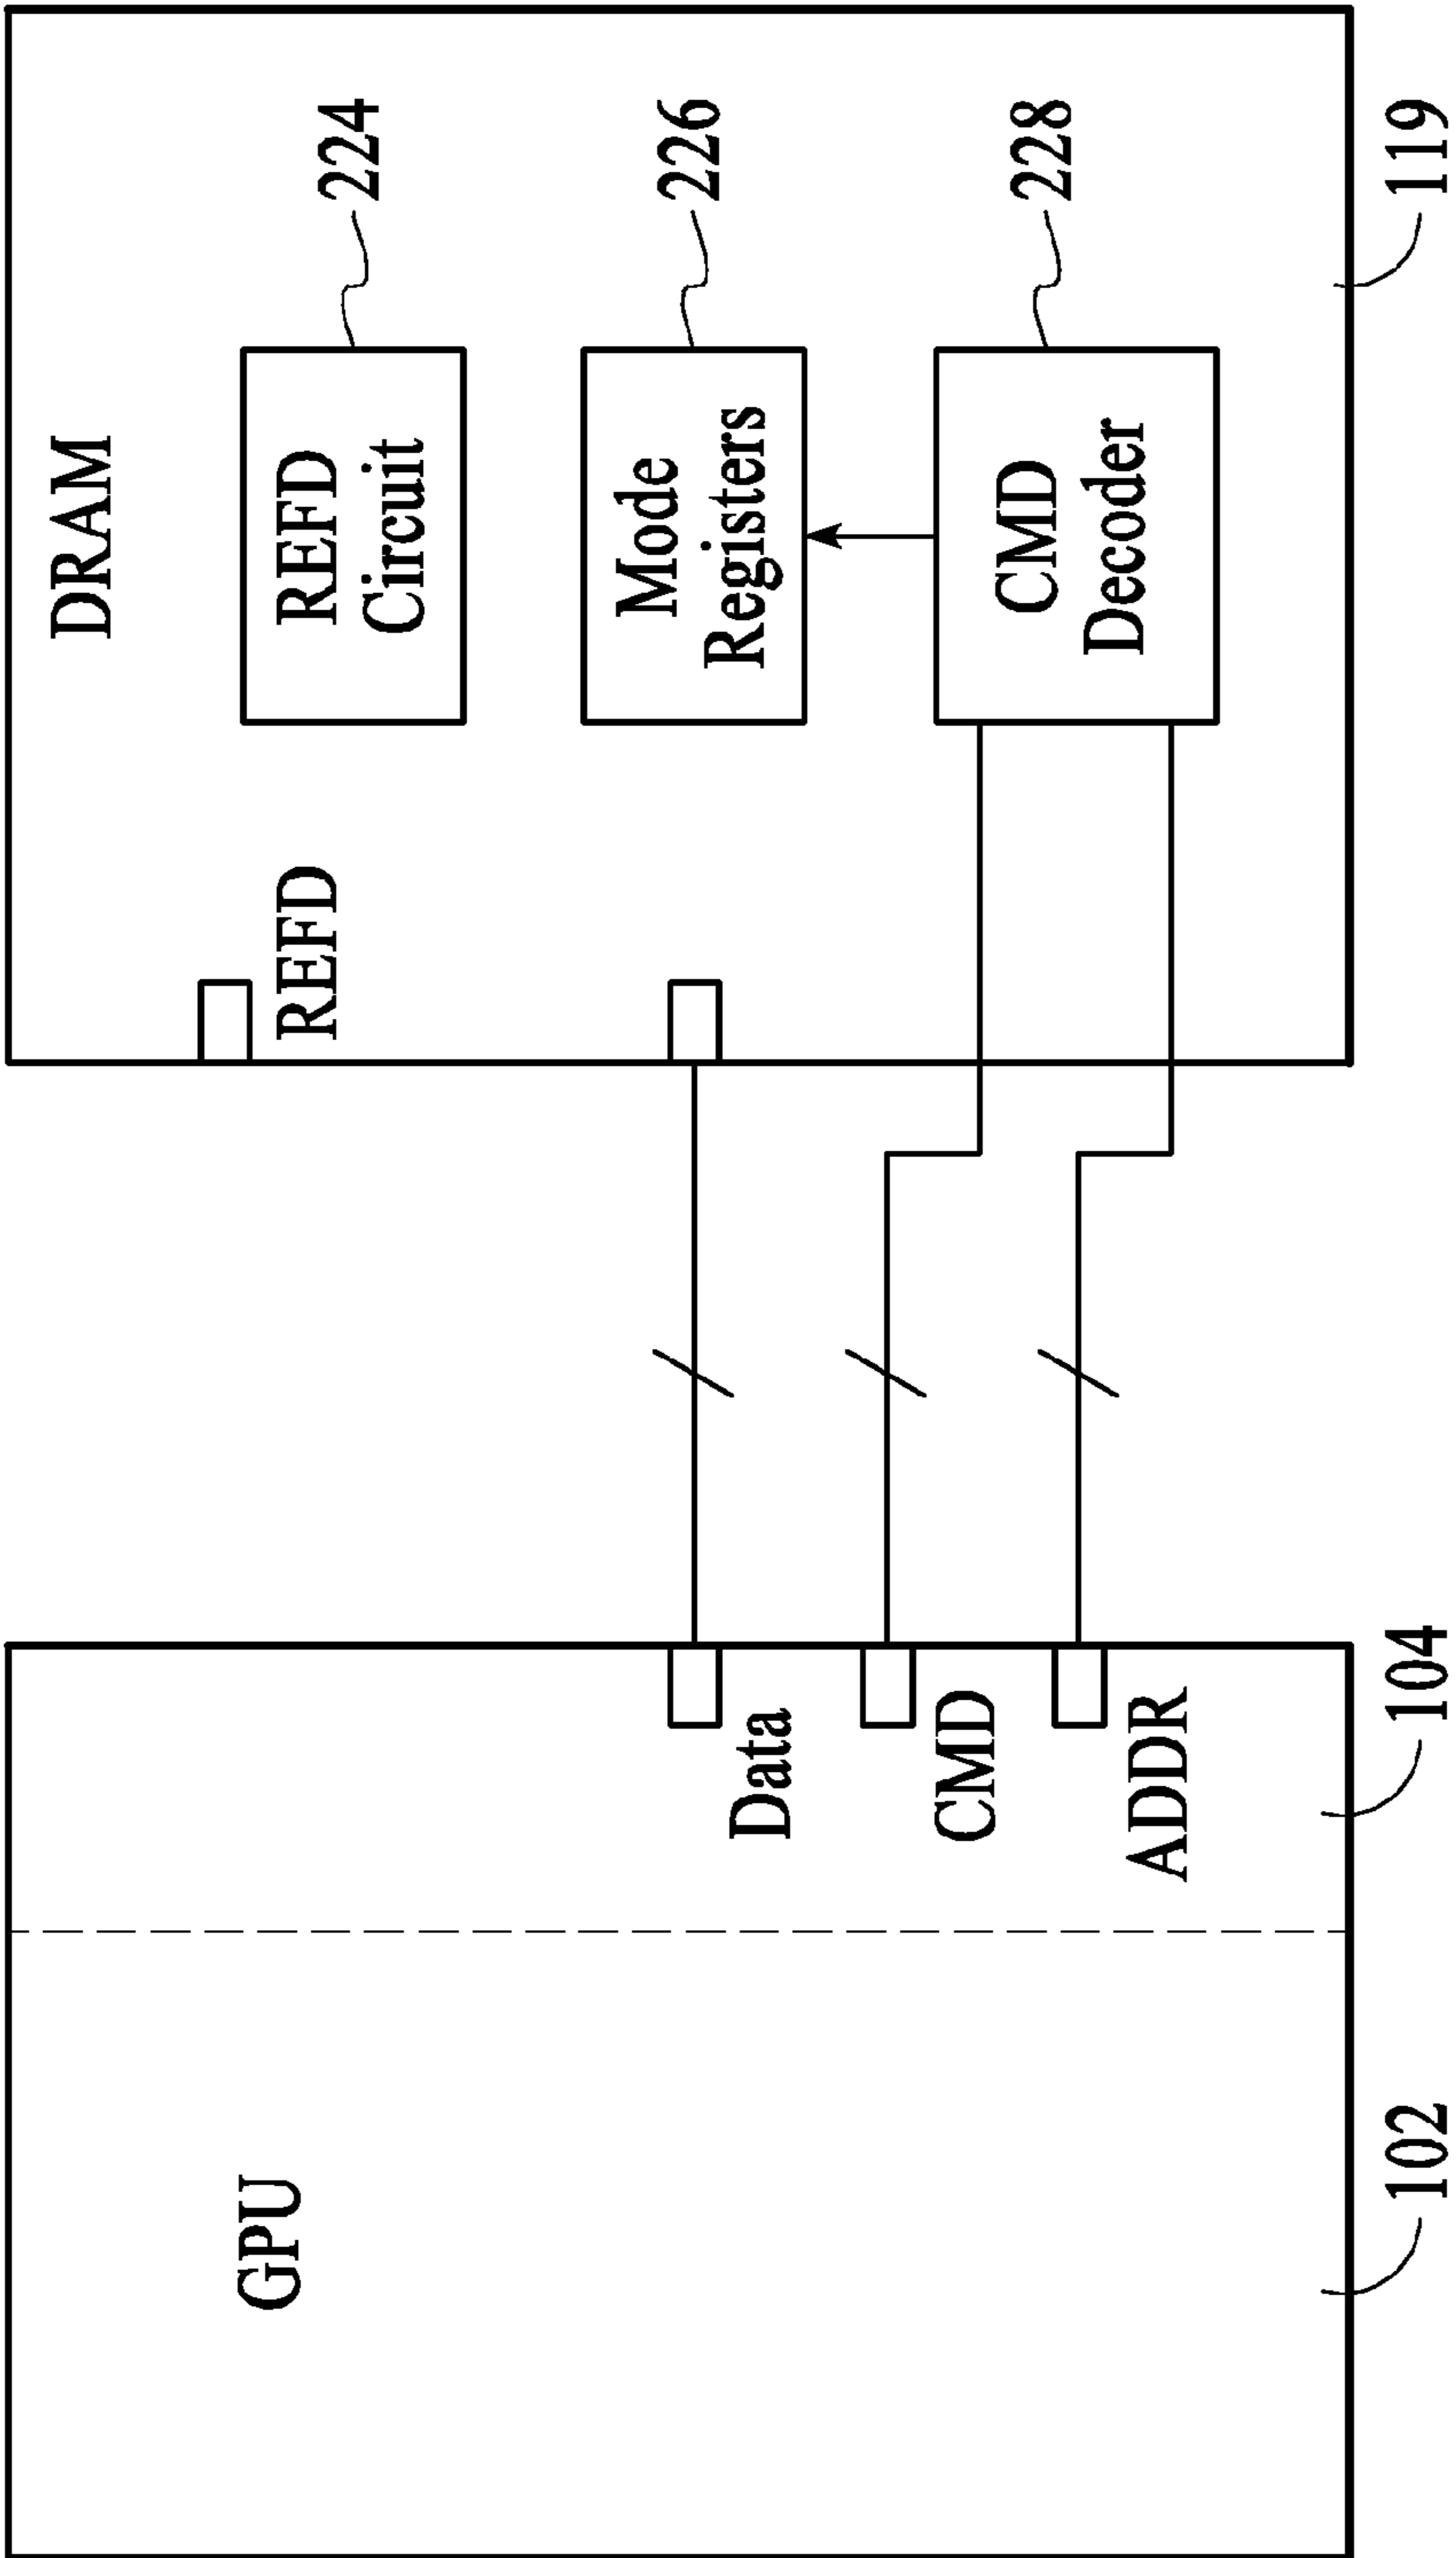 DRAM
REFD
REFD
Circuit
224
Mode
Registers
226
CMD
Decoder
228
119
GPU
Data
CMD
ADDR
102
104